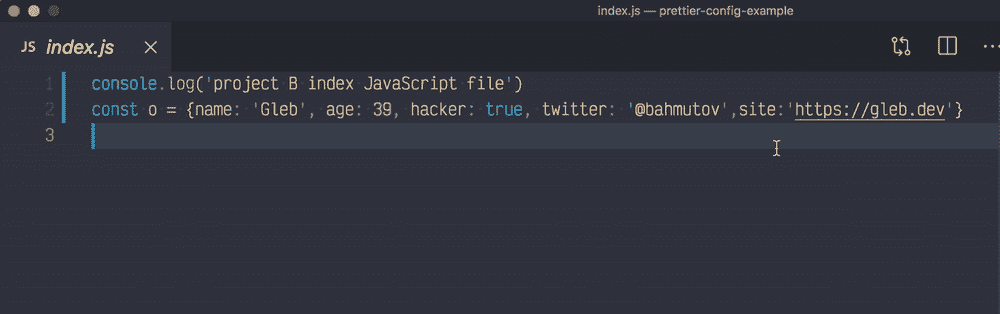 index.js — prettier-config-example
JS index.js
1 console.log('project B index JavaScript file')
2 const o = {name: 'Gleb', age: 39, hacker: true, twitter: '@bahmutov',site:'https://gleb.dev'}
3